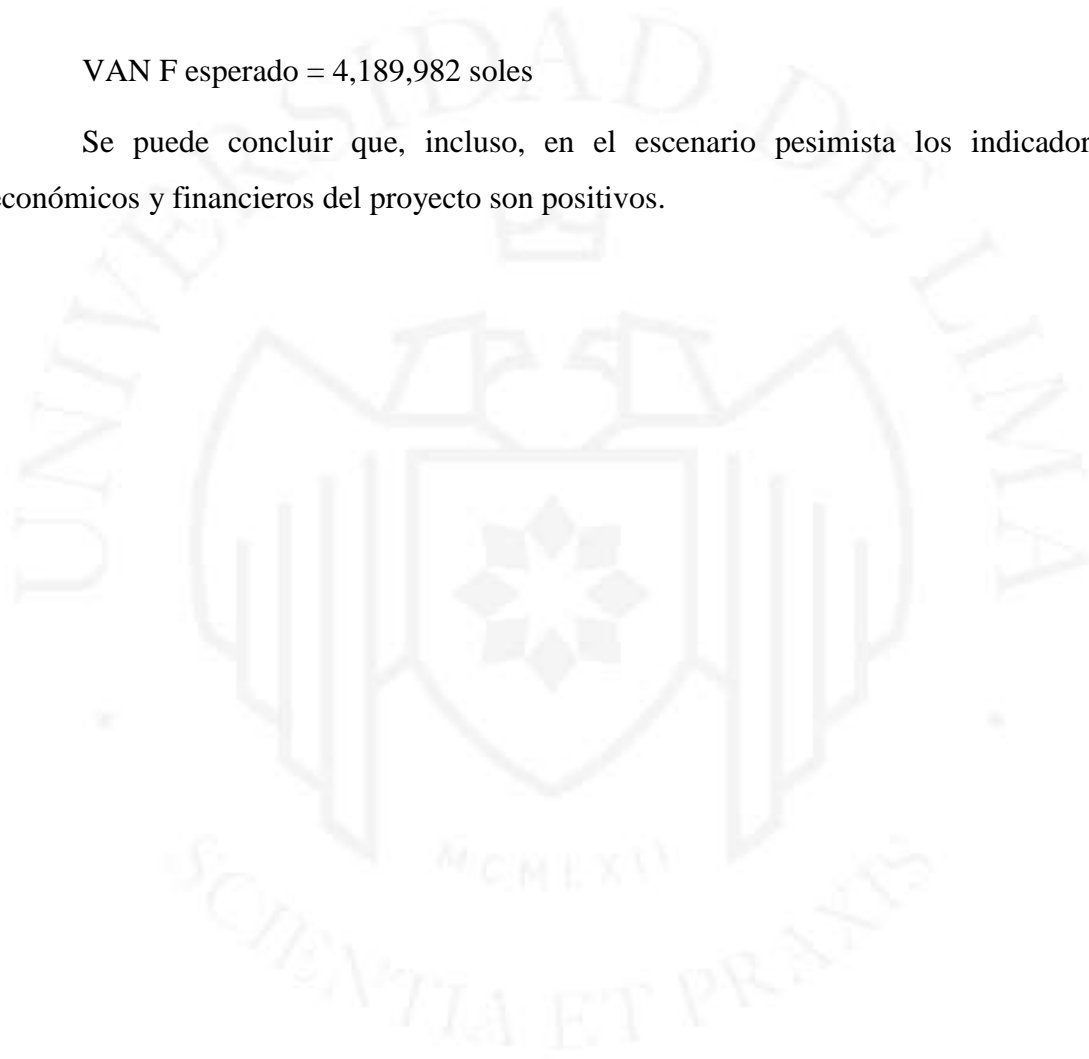 VAN F esperado = 4,189,982 soles
Se puede concluir que, incluso, en el escenario pesimista los indicador
económicos y financieros del proyecto son positivos.
UNIVERSIDAD DE LIMA
MCMLXII
SCIENTIA ET PRAXIS